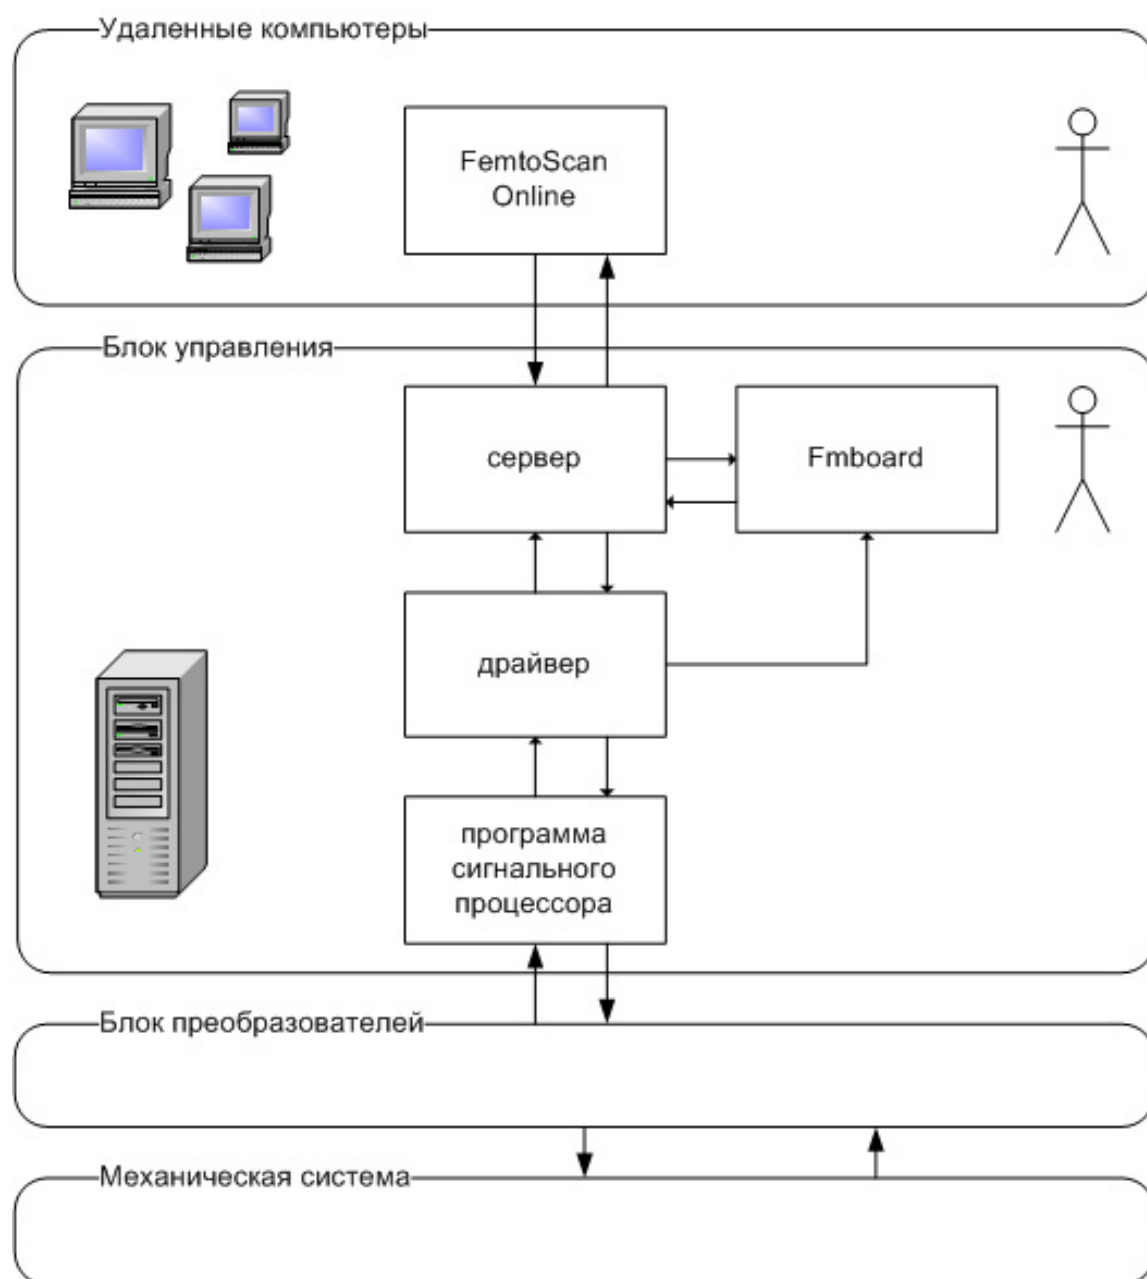 Удаленные компьютеры
FemtoScan
Online
Блок управления
сервер
Fmboard
драйвер
программа
сигнального
процессора
Блок преобразователей
Механическая система